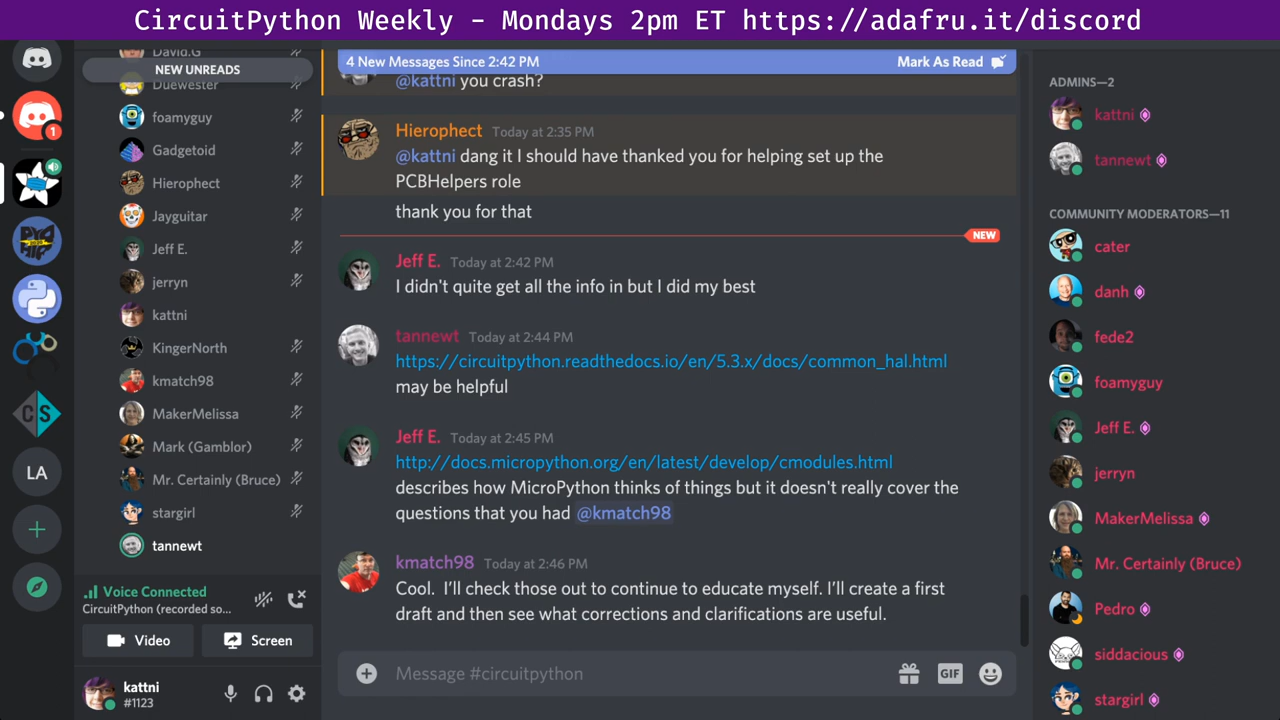 CircuitPython Weekly - Mondays 2pm ET https://adafru.it/discord
David.G
NEW UNREADS
Duewester
foamyguy
Gadgetoid
Hierophect
Jayguitar
Jeff E.
jerryn
kattni
KingerNorth
kmatch98
MakerMelissa
Mark (Gamblor)
Mr. Certainly (Bruce)
stargirl
tannewt
Voice Connected
CircuitPython (recorded so...
Video
Screen
kattni
#1123
1
CS
LA
4 New Messages Since 2:42 PM
Mark As Read
@kattni you crash?
Hierophect Today at 2:35 PM
@kattni dang it I should have thanked you for helping set up the
PCBHelpers role
thank you for that
NEW
Jeff E. Today at 2:42 PM
I didn't quite get all the info in but I did my best
tannewt Today at 2:44 PM
https://circuitpython.readthedocs.io/en/5.3.x/docs/common_hal.html
may be helpful
Jeff E. Today at 2:45 PM
http://docs.micropython.org/en/latest/develop/cmodules.html
describes how MicroPython thinks of things but it doesn't really cover the
questions that you had @kmatch98
kmatch98 Today at 2:46 PM
Cool. I'll check those out to continue to educate myself. I'll create a first
draft and then see what corrections and clarifications are useful.
Message #circuitpython
GIF
ADMINS—2
kattni
tannewt
COMMUNITY MODERATORS—11
cater
danh
fede2
foamyguy
Jeff E.
jerryn
MakerMelissa
Mr. Certainly (Bruce)
Pedro
siddacious
stargirl